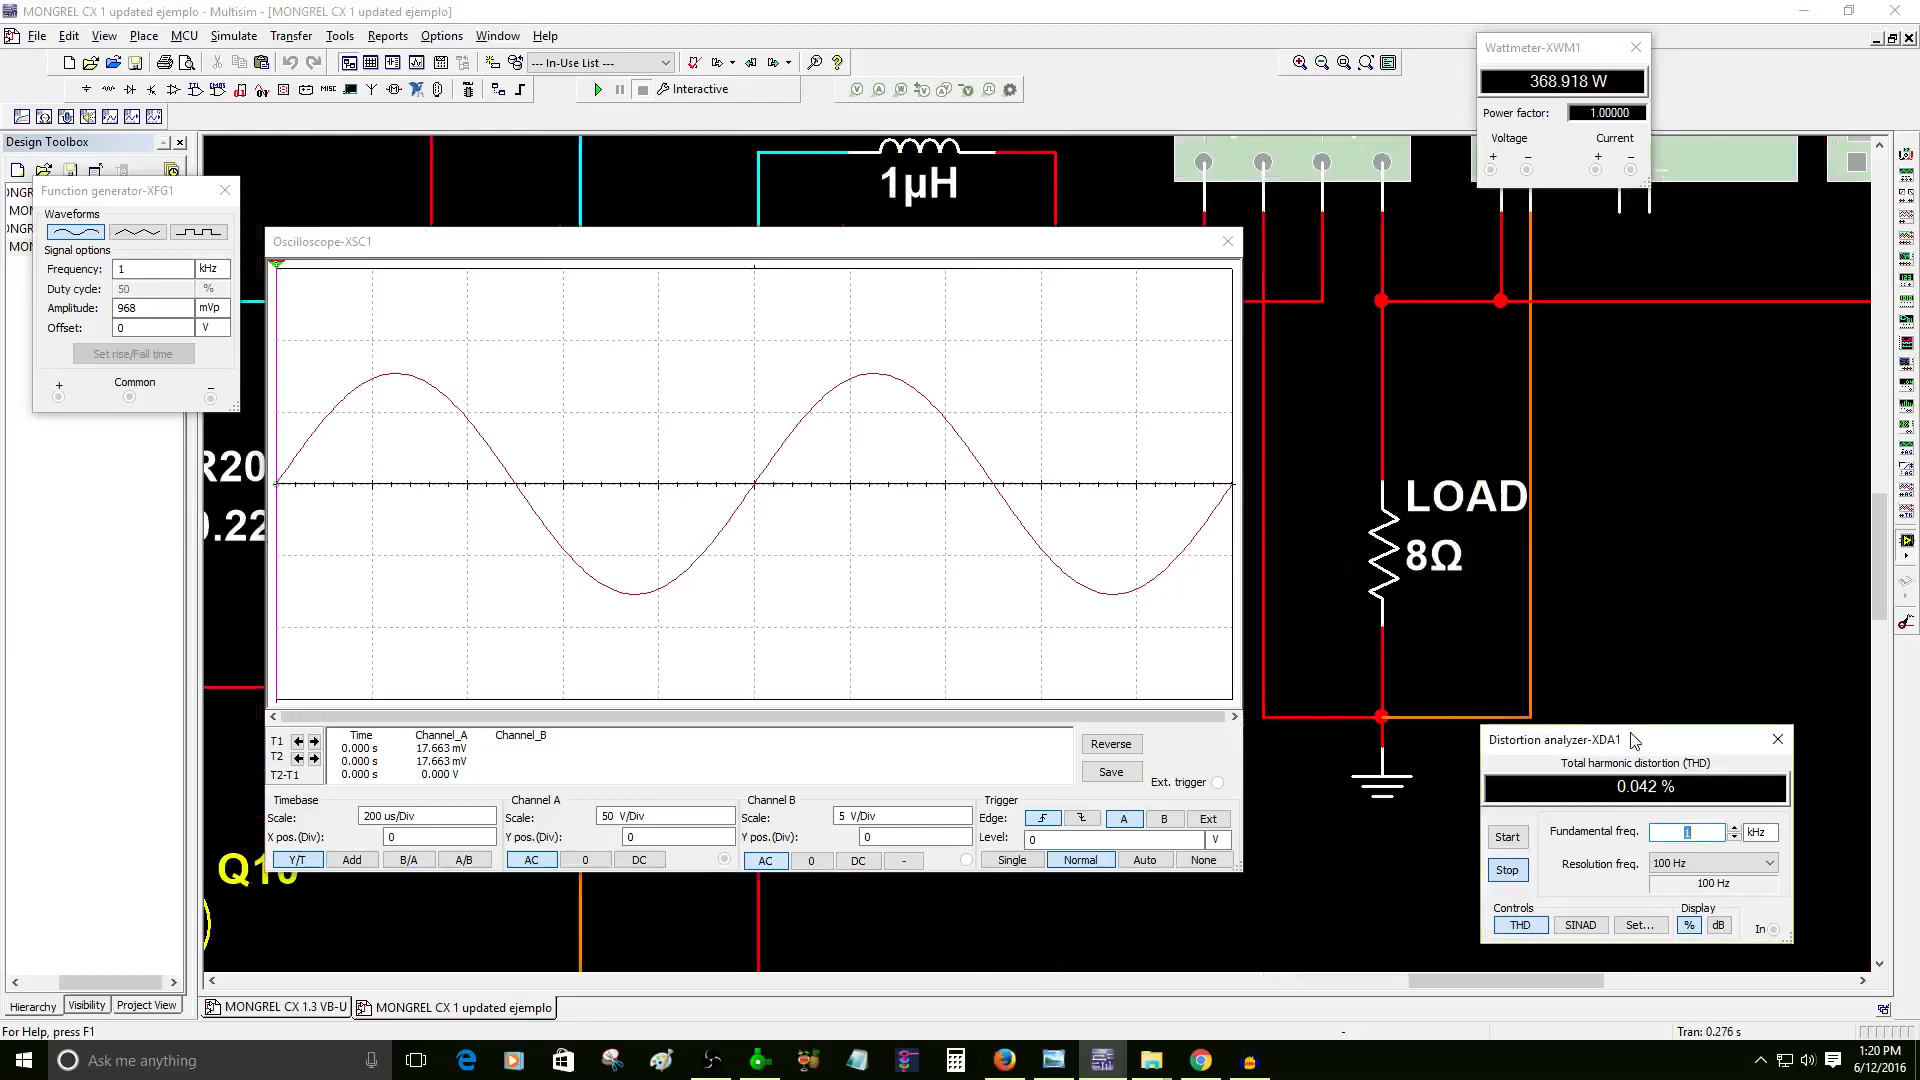 MONGREL CX 1 updated ejemplo - Multisim - [MONGREL CX 1 updated ejemplo]
File Edit View Place MCU Simulate Transfer Tools Reports Options Window Help
--- In-Use List ---
MISC
Interactive
Wattmeter-XWM1
368.918 W
Power factor: 1.00000
Voltage Current
+ - + -
Design Toolbox
Function generator-XFG1
Waveforms
Signal options
Frequency: 1 kHz
Duty cycle: 50 %
Amplitude: 968 mVp
Offset: 0 V
Set rise/Fall time
+ Common -
1µH
Oscilloscope-XSC1
R20
0.22
LOAD
8Ω
Time Channel_A Channel_B
T1 0.000 s 17.663 mV
T2 0.000 s 17.663 mV
T2-T1 0.000 s 0.000 V
Reverse
Save
Ext. trigger
Timebase
Scale: 200 us/Div
X pos.(Div): 0
Y/T Add B/A A/B
Channel A
Scale: 50 V/Div
Y pos.(Div): 0
AC 0 DC
Channel B
Scale: 5 V/Div
Y pos.(Div): 0
AC 0 DC -
Trigger
Edge: A B Ext
Level: 0 V
Single Normal Auto None
Distortion analyzer-XDA1
Total harmonic distortion (THD)
0.042 %
Start
Stop
Fundamental freq. 1 kHz
Resolution freq. 100 Hz
100 Hz
Controls
THD SINAD Set...
Display
% dB
In
Hierarchy Visibility Project View
MONGREL CX 1.3 VB-U MONGREL CX 1 updated ejemplo
For Help, press F1
- Tran: 0.276 s
Ask me anything
1:20 PM
6/12/2016